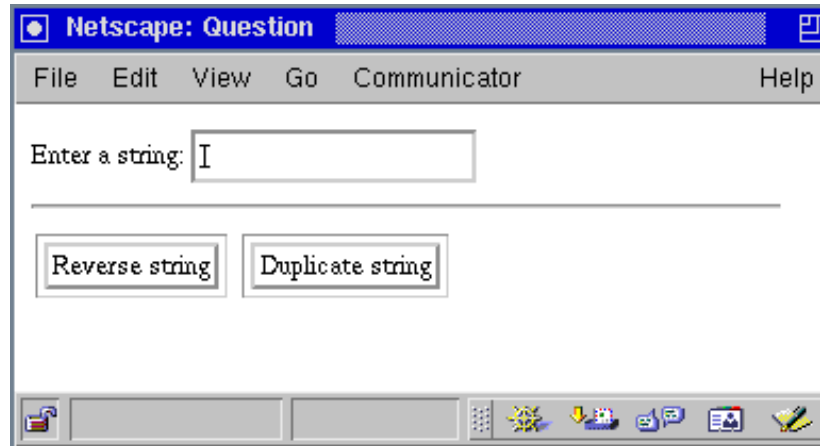 Netscape: Question
File Edit View Go Communicator Help
Enter a string:
Reverse string Duplicate string